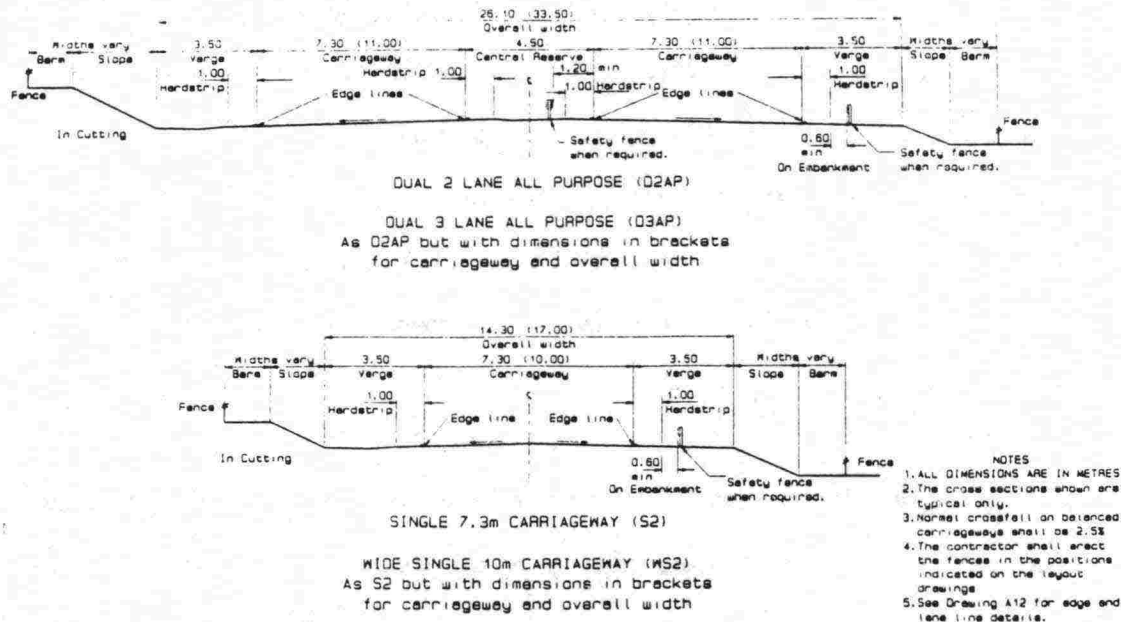 26.10 (33.50)
Overall width
Widths vary 3.50 7.30 (11.00) 4.50 7.30 (11.00) 3.50 Widths vary
Berm Slope Verge Carriageway Central Reserve Carriageway Verge Slope Berm
1.00 Hardstrip 1.00 1.20 min 1.00
Hardstrip 1.00 Hardstrip Hardstrip
Fence Edge lines Edge lines Fence
In Cutting
Safety fence
when required.
0.60
min
On Embankment
Safety fence
when required.
DUAL 2 LANE ALL PURPOSE (D2AP)
DUAL 3 LANE ALL PURPOSE (D3AP)
As D2AP but with dimensions in brackets
for carriageway and overall width
14.30 (17.00)
Overall width
Widths vary 3.50 7.30 (10.00) 3.50 Widths vary
Berm Slope Verge Carriageway Verge Slope Berm
1.00 1.00
Hardstrip Hardstrip
Fence Edge line Edge line
In Cutting
0.60
min
On Embankment
Safety fence
when required.
Fence
SINGLE 7.3m CARRIAGEWAY (S2)
WIDE SINGLE 10m CARRIAGEWAY (WS2)
As S2 but with dimensions in brackets
for carriageway and overall width
NOTES
1. ALL DIMENSIONS ARE IN METRES
2. The cross sections shown are
typical only.
3. Normal crossfall on balanced
carriageways shall be 2.5%
4. The contractor shall erect
the fences in the positions
indicated on the layout
drawings
5. See Drawing A12 for edge and
lane line details.